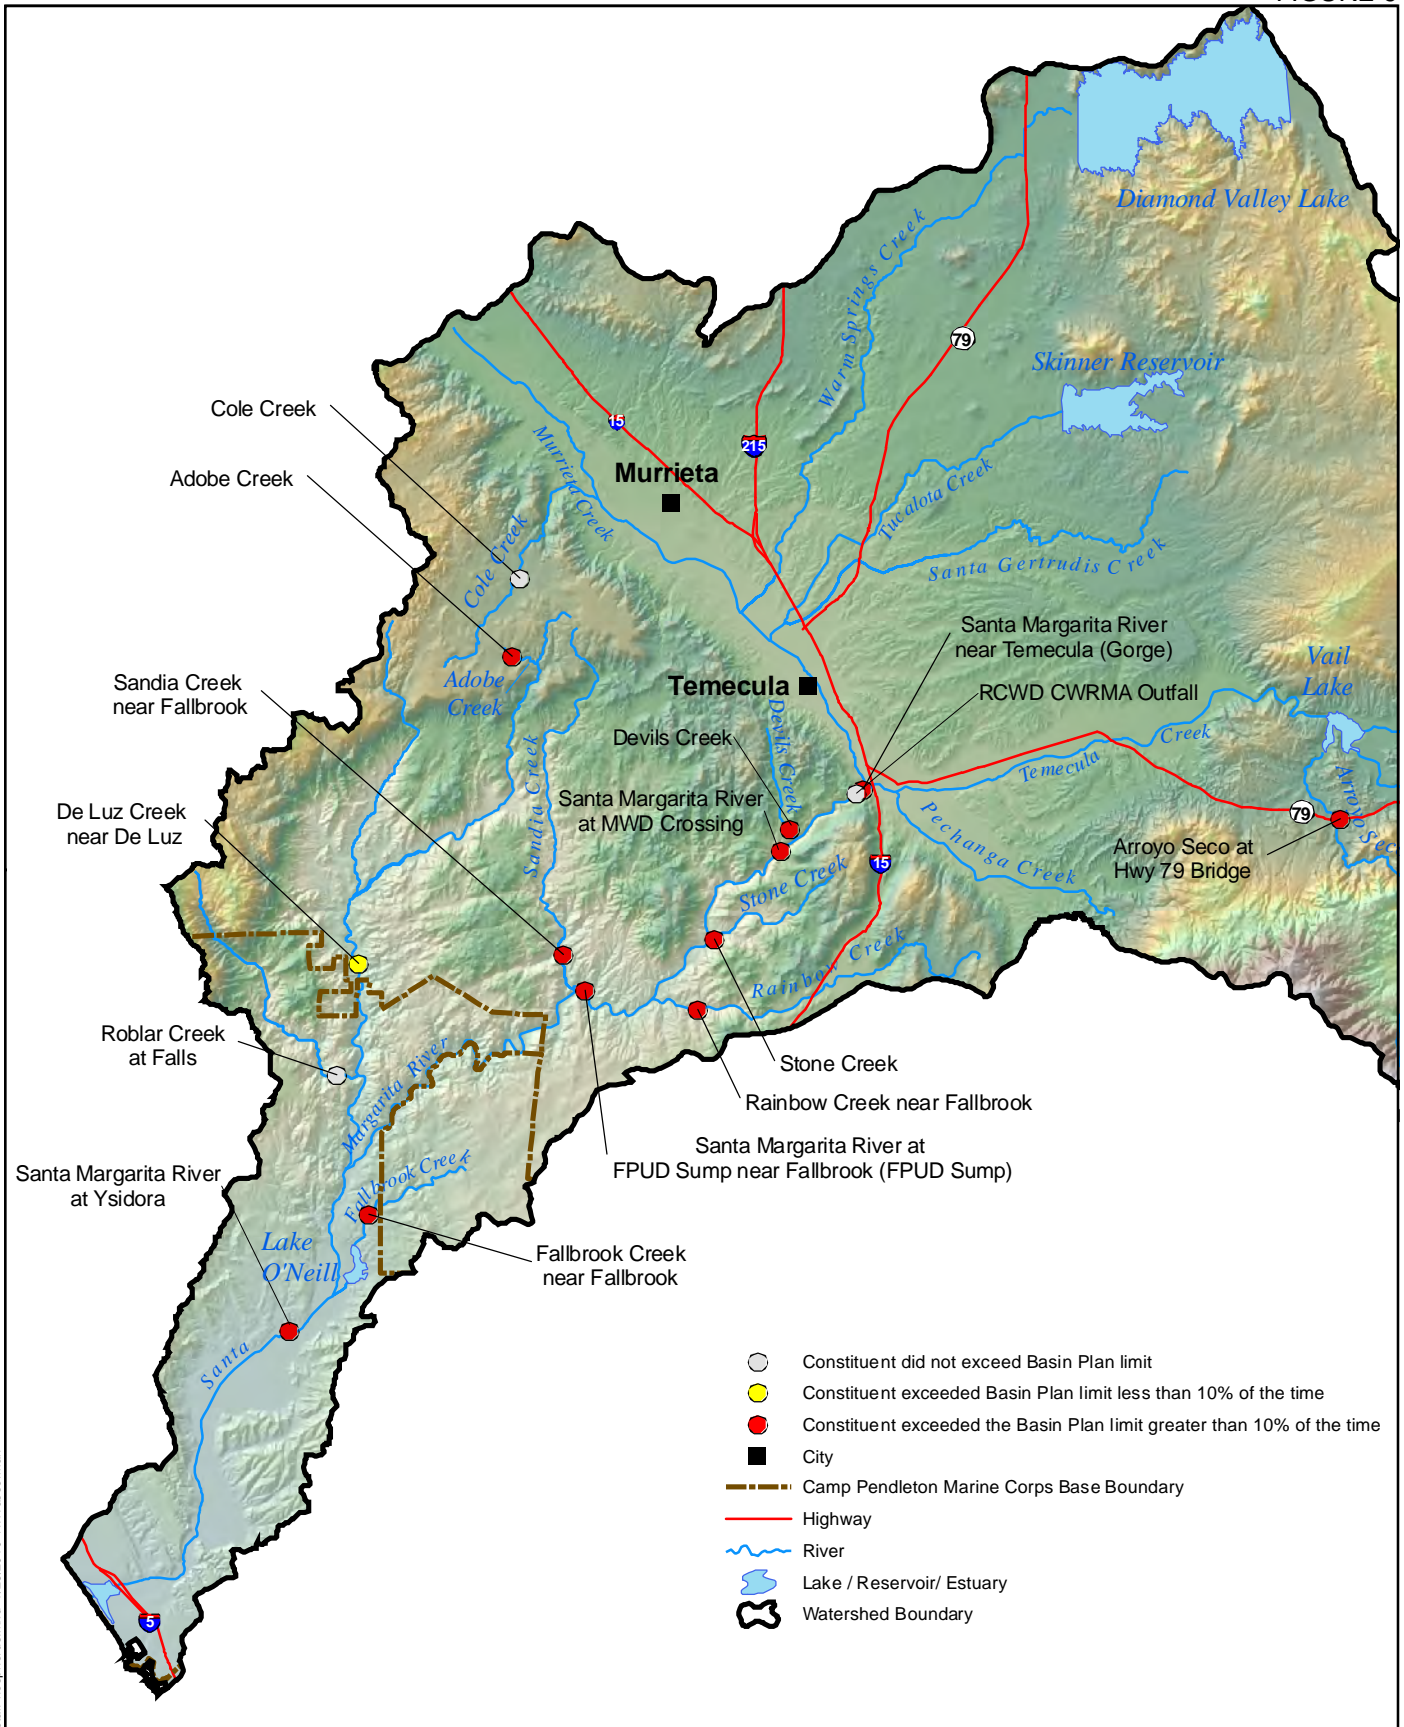 Diamond Valley Lake
Warm Springs Creek
79
Skinner Reservoir
Cole Creek
15
Murrieta Creek
215
Murrieta
Adobe Creek
Tucalota Creek
Cole Creek
Santa Gertrudis Creek
Santa Margarita River
near Temecula (Gorge)
Vail
Lake
Sandia Creek
near Fallbrook
Adobe
Creek
Temecula
RCWD CWRMA Outfall
Devils Creek
Devils Creek
Sandia Creek
Temecula
Creek
Arroyo Sec
De Luz Creek
near De Luz
Santa Margarita River
at MWD Crossing
79
Pechanga Creek
Arroyo Seco at
Hwy 79 Bridge
15
Stone Creek
Rainbow Creek
Roblar Creek
at Falls
Margarita River
Stone Creek
Rainbow Creek near Fallbrook
Santa Margarita River at
FPUD Sump near Fallbrook (FPUD Sump)
Santa Margarita River
at Ysidora
Fallbrook Creek
Lake
O'Neill
Fallbrook Creek
near Fallbrook
Santa
5
Constituent did not exceed Basin Plan limit
Constituent exceeded Basin Plan limit less than 10% of the time
Constituent exceeded the Basin Plan limit greater than 10% of the time
City
Camp Pendleton Marine Corps Base Boundary
Highway
River
Lake / Reservoir/ Estuary
Watershed Boundary